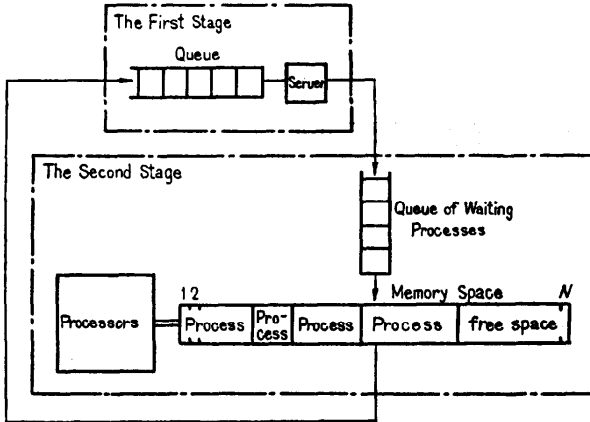 The First Stage
Queue
Server
The Second Stage
Queue of Waiting
Processes
1 2
Memory Space
N
Processors
Process
Pro-
cess
Process
Process
free space